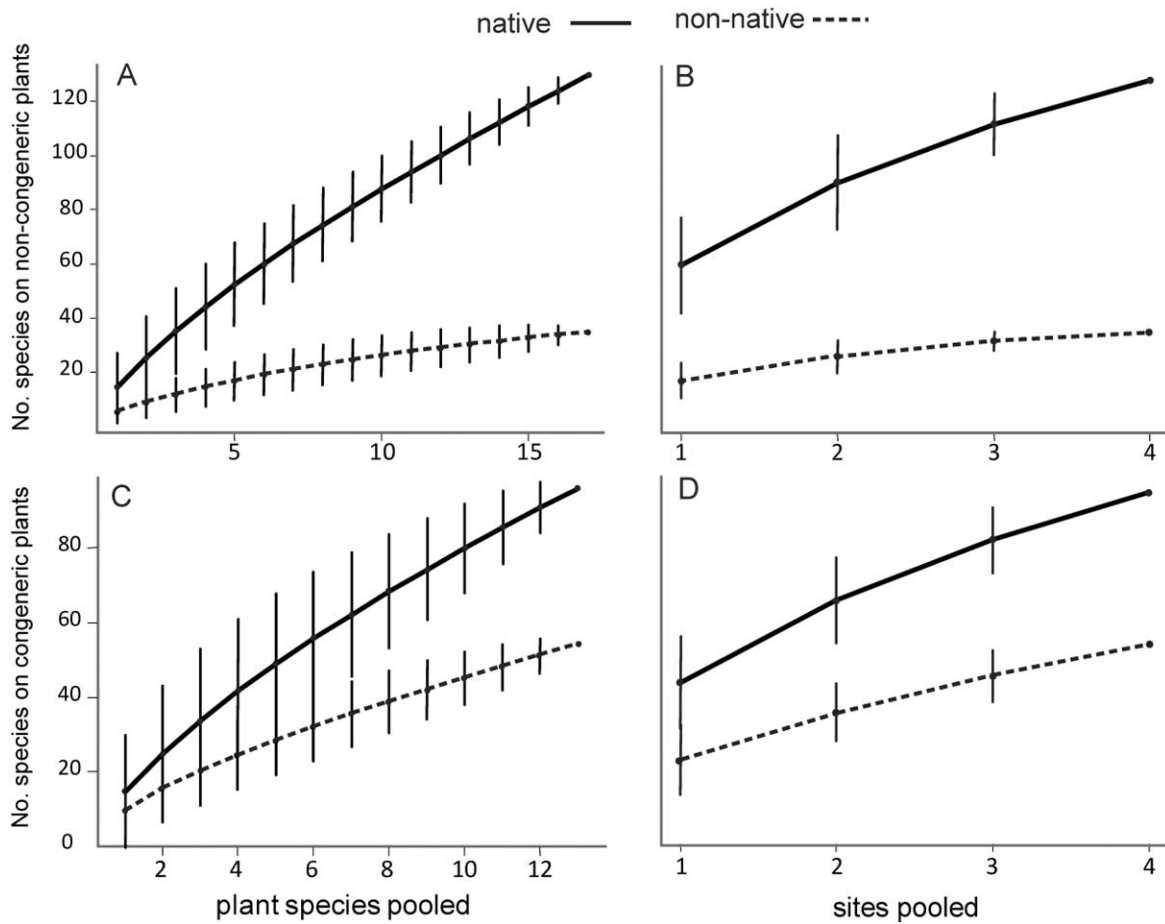 native non-native
A
No. species on non-congeneric plants
120
100
80
60
40
20
5 10 15
B
1 2 3 4
C
No. species on congeneric plants
80
60
40
20
0
2 4 6 8 10 12
plant species pooled
D
1 2 3 4
sites pooled